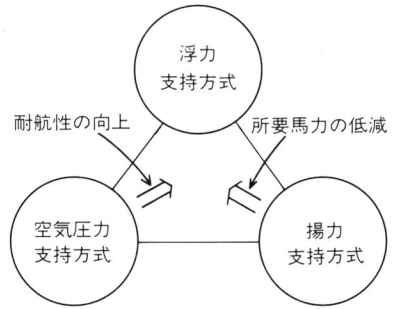 浮力
支持方式
耐航性の向上
所要馬力の低減
空気圧力
支持方式
揚力
支持方式